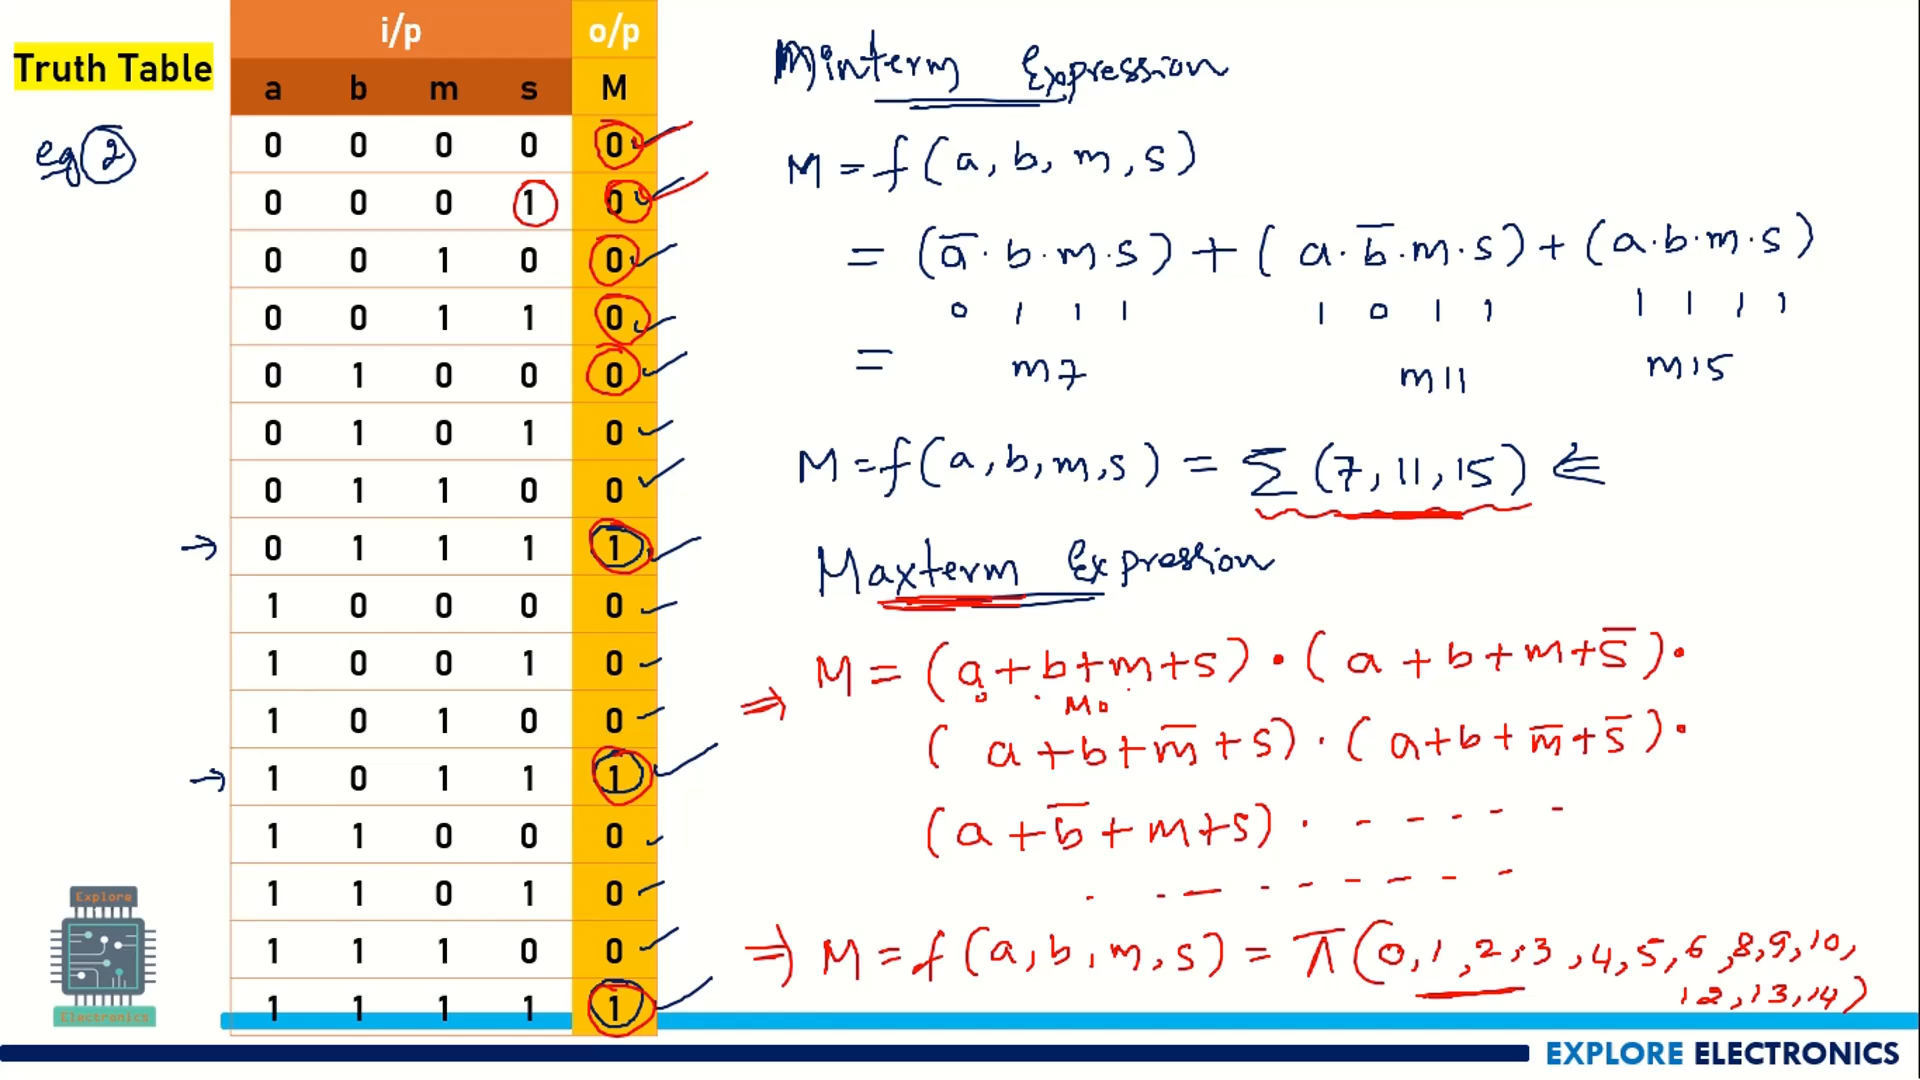 Truth Table
eg 2
i/p o/p
a b m s M
0 0 0 0 0
0 0 0 1 0
0 0 1 0 0
0 0 1 1 0
0 1 0 0 0
0 1 0 1 0
0 1 1 0 0
→ 0 1 1 1 1
1 0 0 0 0
1 0 0 1 0
1 0 1 0 0
→ 1 0 1 1 1
1 1 0 0 0
1 1 0 1 0
1 1 1 0 0
1 1 1 1 1
Minterm Expression
M = f(a, b, m, s)
= (a̅·b·m·s) + (a·b̅·m·s) + (a·b·m·s)
0 1 1 1 1 0 1 1 1 1 1 1
= m7 m11 m15
M = f(a, b, m, s) = Σ(7, 11, 15) ⇐
Maxterm Expression
⇒ M = (a+b+m+s)·(a+b+m+s̅)·
0 M0
(a+b+m̅+s)·(a+b+m̅+s̅)·
(a+b̅+m+s)· - - - - -
· - - - - - - - -
⇒ M = f(a, b, m, s) = π(0, 1, 2, 3, 4, 5, 6, 8, 9, 10,
12, 13, 14)
Explore
Electronics
EXPLORE ELECTRONICS